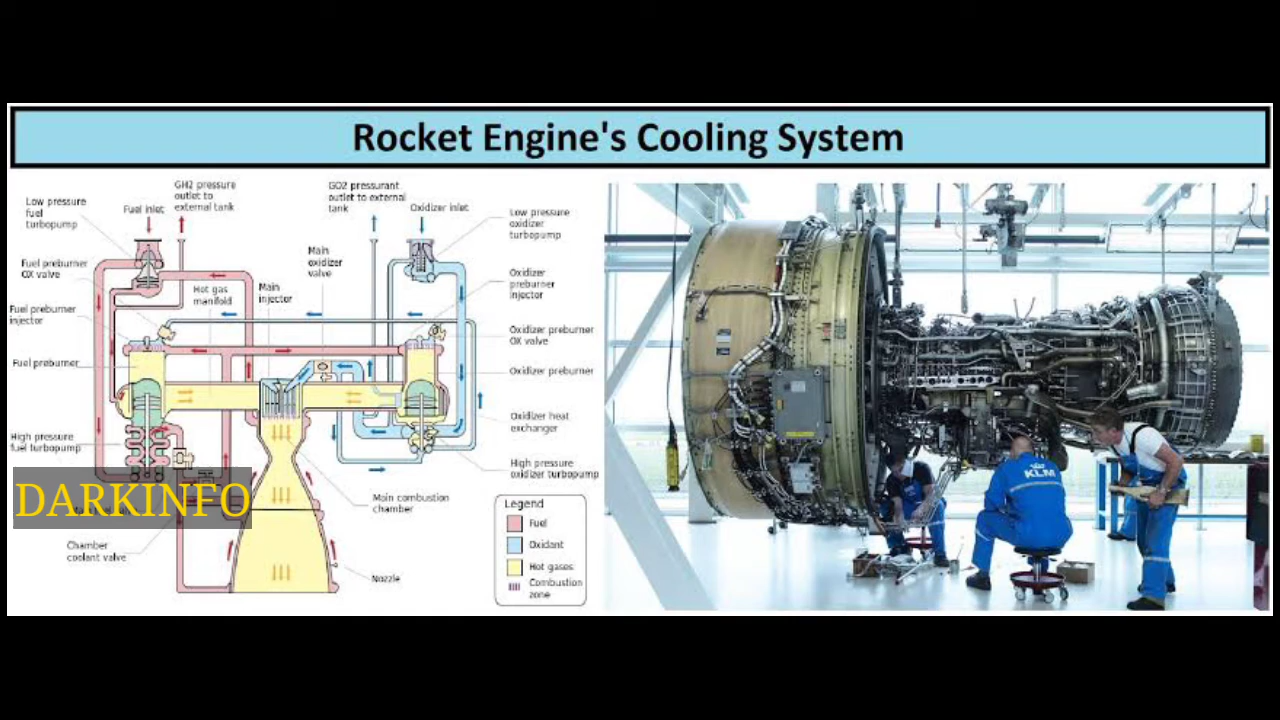 Rocket Engine's Cooling System
Low pressure
fuel
turbopump
Fuel inlet
GH2 pressure
outlet to
external tank
GO2 pressurant
outlet to external
tank
Oxidizer inlet
Low pressure
oxidizer
turbopump
Fuel preburner
OX valve
Hot gas
manifold
Main
injector
Main
oxidizer
valve
Oxidizer
preburner
injector
Fuel preburner
injector
Oxidizer preburner
OX valve
Fuel preburner
Oxidizer preburner
Oxidizer heat
exchanger
High pressure
fuel turbopump
High pressure
oxidizer turbopump
DARKINFO
Main combustion
chamber
Chamber
coolant valve
Nozzle
Legend
Fuel
Oxidant
Hot gases
Combustion
zone
KLM